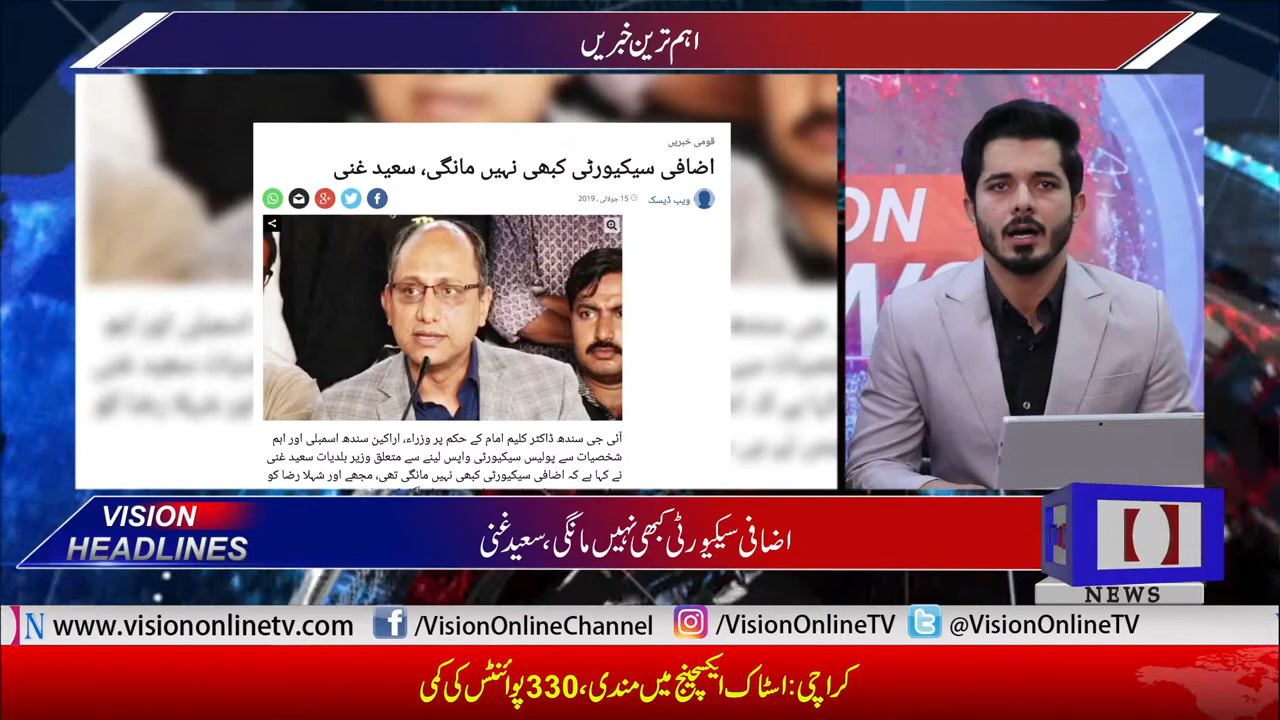 اہم ترین خبریں
قومی خبریں
اضافی سیکیورٹی کبھی نہیں مانگی، سعید غنی
ویب ڈیسک
15 جولائی، 2019
آئی جی سندھ ڈاکٹر کلیم امام کے حکم پر وزراء، اراکین سندھ اسمبلی اور اہم
شخصیات سے پولیس سیکیورٹی واپس لینے سے متعلق وزیر بلدیات سعید غنی
نے کہا ہے کہ اضافی سیکیورٹی کبھی نہیں مانگی تھی، مجھے اور شہلا رضا کو
ON
VISION
HEADLINES
اضافی سیکیورٹی کبھی نہیں مانگی، سعید غنی
NEWS
N www.visiononlinetv.com /VisionOnlineChannel /VisionOnlineTV @VisionOnlineTV
کراچی: اسٹاک ایکسچینج میں مندی، 330 پوائنٹس کی کمی